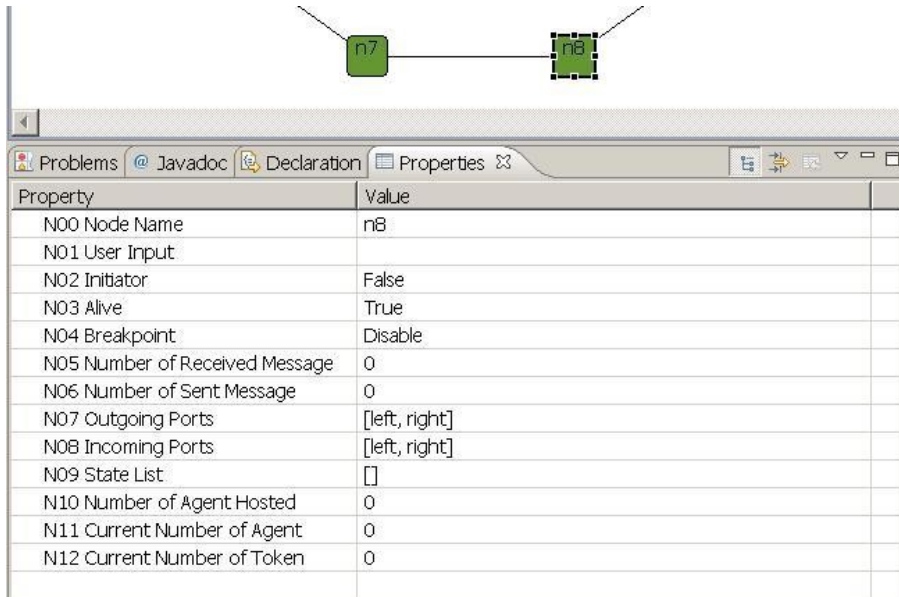 n7
n8
Problems @ Javadoc Declaration Properties
Property Value
N00 Node Name n8
N01 User Input
N02 Initiator False
N03 Alive True
N04 Breakpoint Disable
N05 Number of Received Message 0
N06 Number of Sent Message 0
N07 Outgoing Ports [left, right]
N08 Incoming Ports [left, right]
N09 State List []
N10 Number of Agent Hosted 0
N11 Current Number of Agent 0
N12 Current Number of Token 0